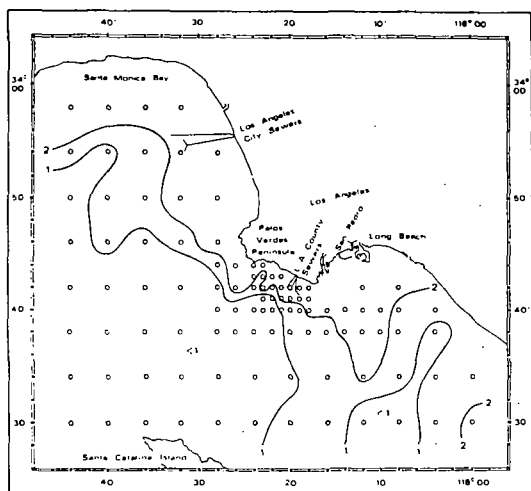 40 30 20 10 118° 00'
34° 00' Santa Monica Bay 34° 00'
Los Angeles
City Sewers
2
1
50 Los Angeles 50
Palos
Verdes
Peninsula
L A County
Sewers
San Pedro
Long Beach
2
40 40
<1
<1
2
30 30
1 1 1 2
Santa Catalina Island
40 30 20 10 118° 00'